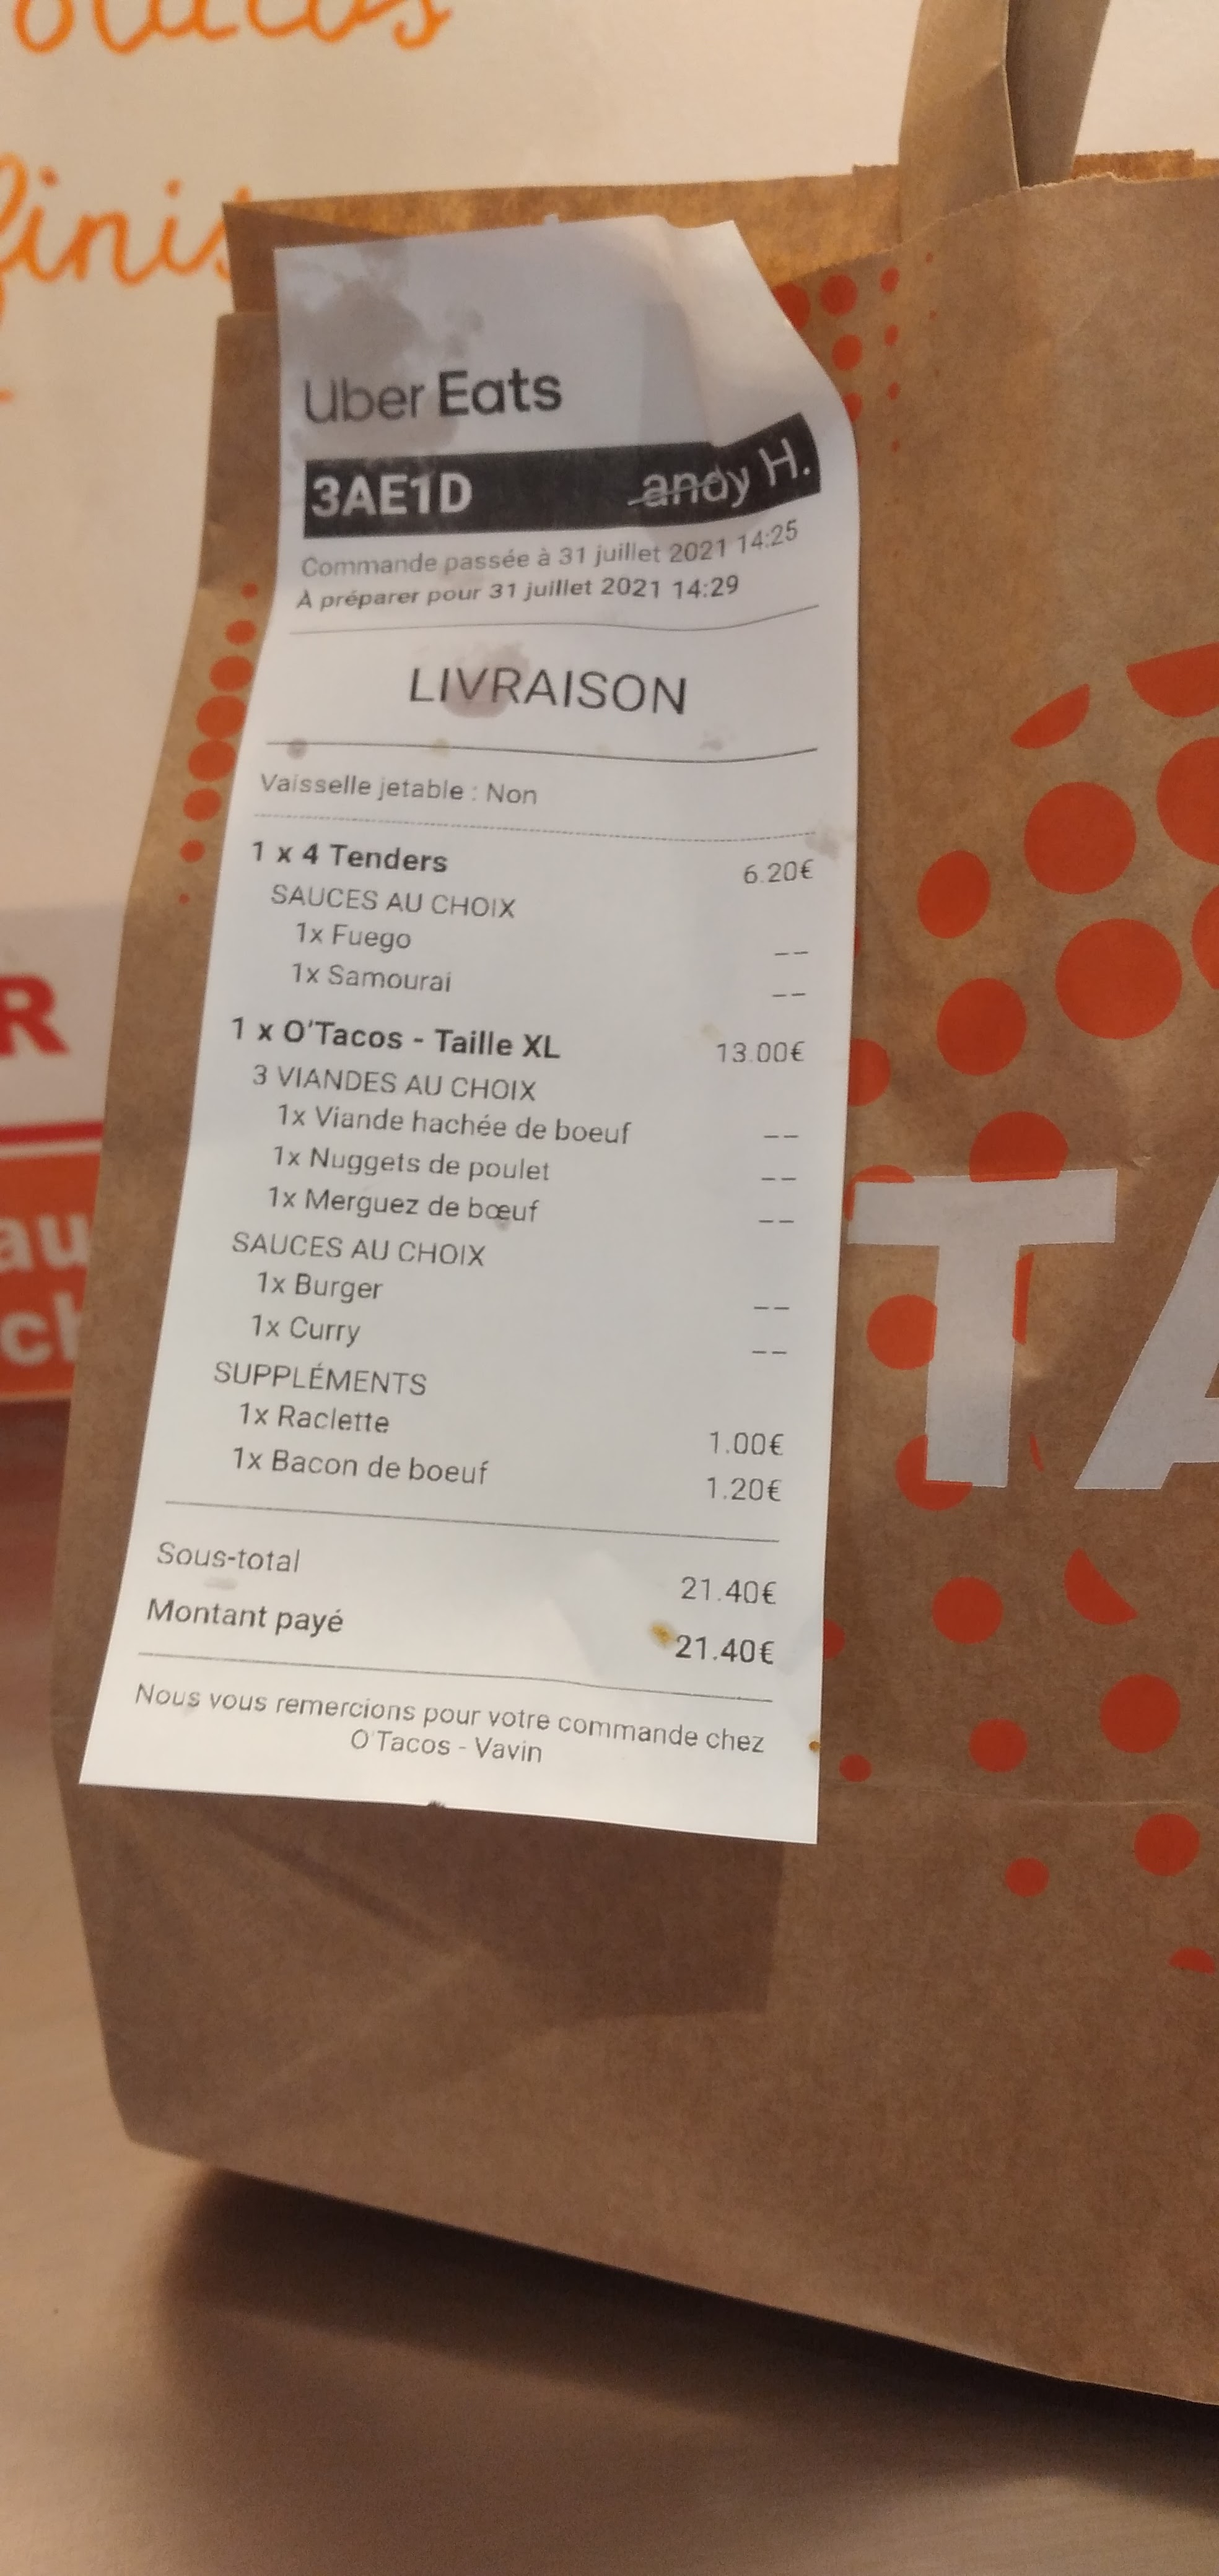 Uber Eats
3AE1D andy H.
Commande passée à 31 juillet 2021 14:25
À préparer pour 31 juillet 2021 14:29
LIVRAISON
Vaisselle jetable : Non
1 x 4 Tenders 6.20€
SAUCES AU CHOIX
1x Fuego --
1x Samourai --
1 x O'Tacos - Taille XL 13.00€
3 VIANDES AU CHOIX
1x Viande hachée de boeuf --
1x Nuggets de poulet --
1x Merguez de bœuf --
SAUCES AU CHOIX
1x Burger --
1x Curry --
SUPPLÉMENTS
1x Raclette 1.00€
1x Bacon de boeuf 1.20€
Sous-total 21.40€
Montant payé 21.40€
Nous vous remercions pour votre commande chez
O'Tacos - Vavin
TA